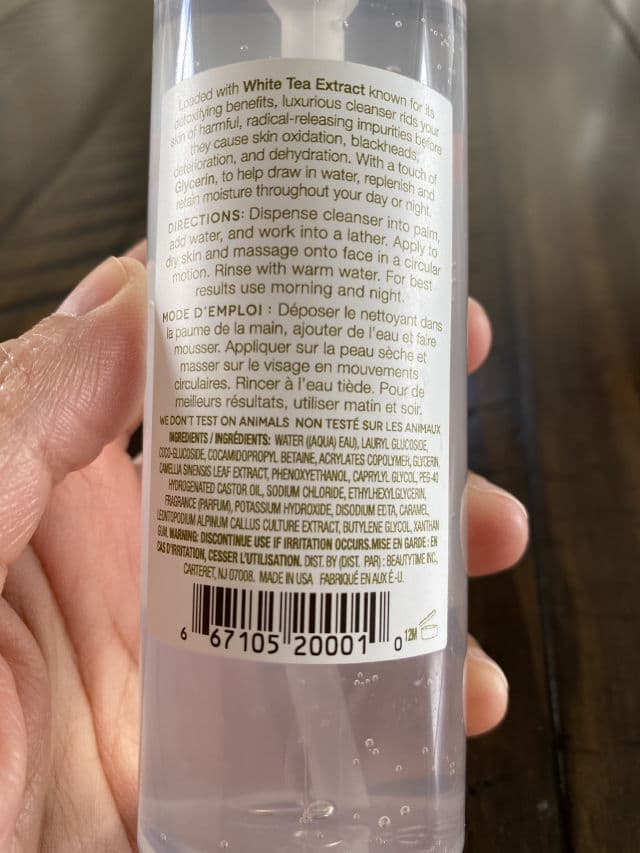 Loaded with White Tea Extract known for its
detoxifying benefits, luxurious cleanser rids your
skin of harmful, radical-releasing impurities before
they cause skin oxidation, blackheads,
deterioration, and dehydration. With a touch of
Glycerin, to help draw in water, replenish and
retain moisture throughout your day or night.
DIRECTIONS: Dispense cleanser into palm,
add water, and work into a lather. Apply to
dry skin and massage onto face in a circular
motion. Rinse with warm water. For best
results use morning and night.
MODE D'EMPLOI : Déposer le nettoyant dans
la paume de la main, ajouter de l'eau et faire
mousser. Appliquer sur la peau sèche et
masser sur le visage en mouvements
circulaires. Rincer à l'eau tiède. Pour de
meilleurs résultats, utiliser matin et soir.
WE DON'T TEST ON ANIMALS NON TESTÉ SUR LES ANIMAUX
INGREDIENTS / INGRÉDIENTS: WATER ((AQUA) EAU), LAURYL GLUCOSIDE,
COCO-GLUCOSIDE, COCAMIDOPROPYL BETAINE, ACRYLATES COPOLYMER, GLYCERIN,
CAMELLIA SINENSIS LEAF EXTRACT, PHENOXYETHANOL, CAPRYLYL GLYCOL, PEG-40
HYDROGENATED CASTOR OIL, SODIUM CHLORIDE, ETHYLHEXYLGLYCERIN,
FRAGRANCE (PARFUM), POTASSIUM HYDROXIDE, DISODIUM EDTA, CARAMEL,
LEONTOPODIUM ALPINUM CALLUS CULTURE EXTRACT, BUTYLENE GLYCOL, XANTHAN
GUM. WARNING: DISCONTINUE USE IF IRRITATION OCCURS.MISE EN GARDE : EN
CAS D'IRRITATION, CESSER L'UTILISATION. DIST. BY (DIST. PAR) : BEAUTYTIME INC.,
CARTERET, NJ 07008. MADE IN USA FABRIQUÉ EN AUX É.-U.
6 67105 20001 0 12M